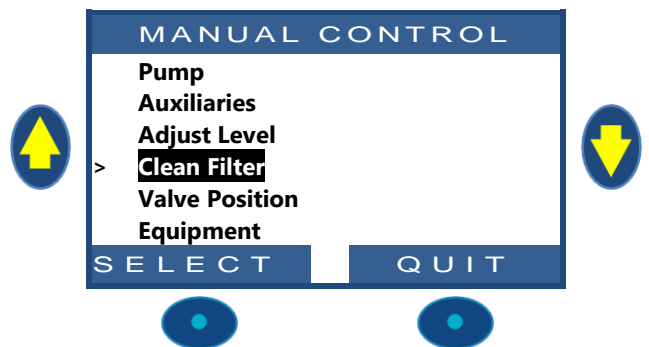 MANUAL CONTROL
Pump
Auxiliaries
Adjust Level
> Clean Filter
Valve Position
Equipment
SELECT QUIT